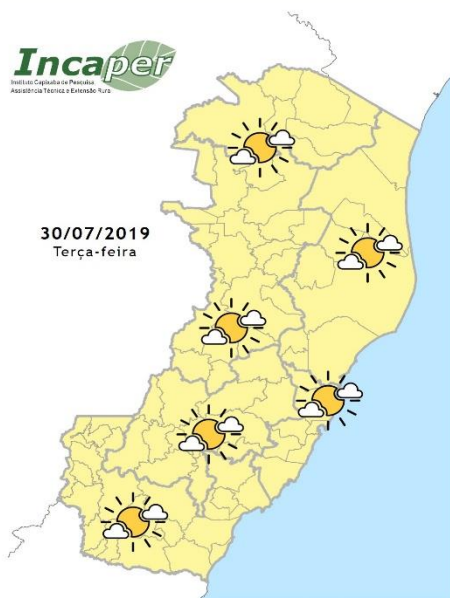 Incaper
Instituto Capixaba de Pesquisa
Assistência Técnica e Extensão Rural
30/07/2019
Terça-feira